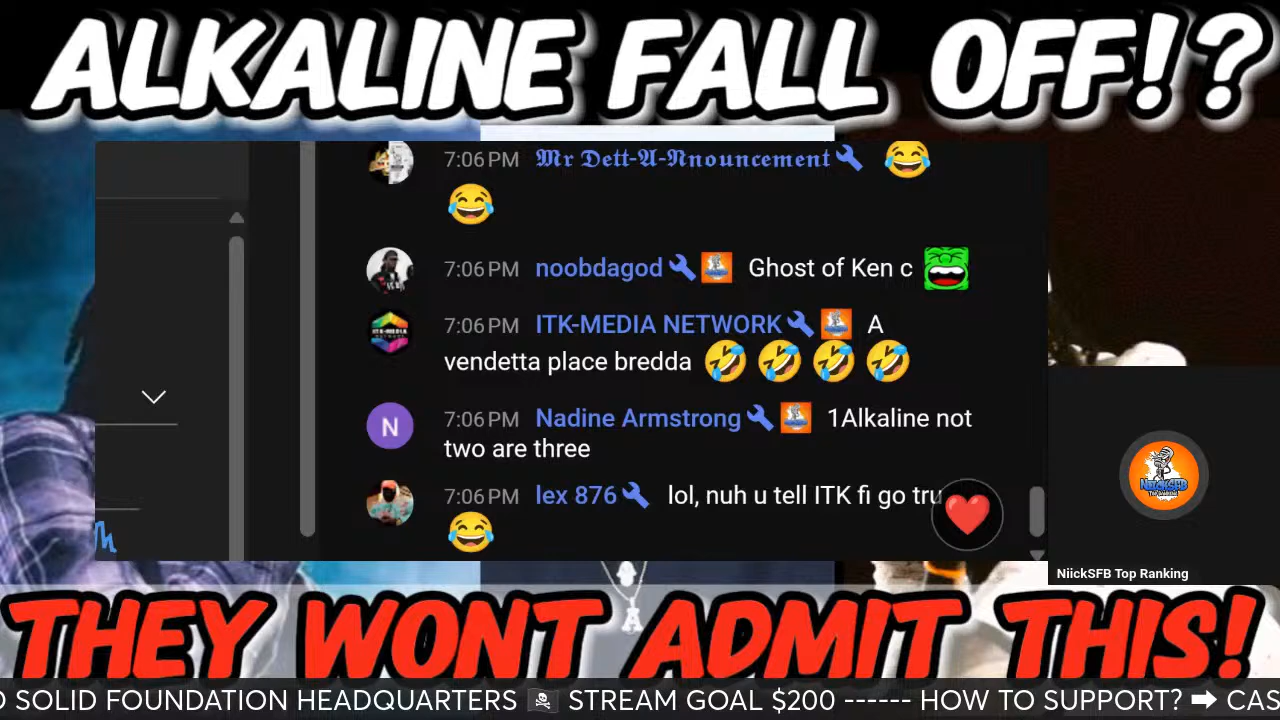 ALKALINE FALL OFF!?
7:06 PM 𝕸𝖗 𝕯𝖊𝖙𝖙-𝕬-𝕹𝖓𝖔𝖚𝖓𝖈𝖊𝖒𝖊𝖓𝖙 😂
😂
7:06 PM noobdagod Ghost of Ken c
7:06 PM ITK-MEDIA NETWORK A
vendetta place bredda 🤣 🤣 🤣 🤣
N 7:06 PM Nadine Armstrong 1Alkaline not
two are three
7:06 PM lex 876 lol, nuh u tell ITK fi go tru
😂
NIICKSFB
NiickSFB Top Ranking
THEY WONT ADMIT THIS!
SOLID FOUNDATION HEADQUARTERS ☠ STREAM GOAL $200 ------ HOW TO SUPPORT? ➡ CAS